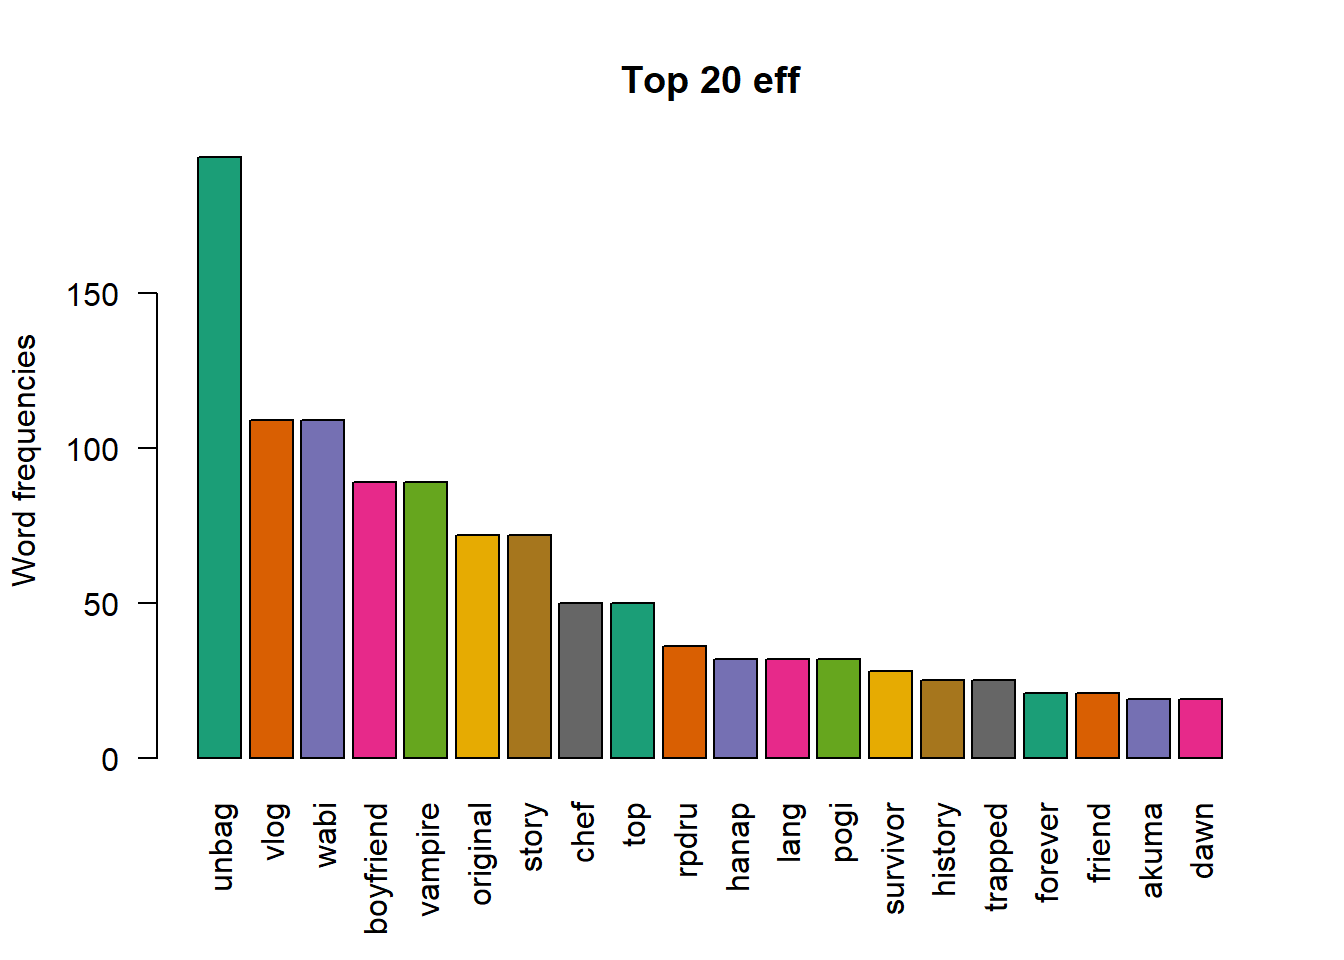 Top 20 eff
Word frequencies
150
100
50
0
unbag
vlog
wabi
boyfriend
vampire
original
story
chef
top
rpdru
hanap
lang
pogi
survivor
history
trapped
forever
friend
akuma
dawn